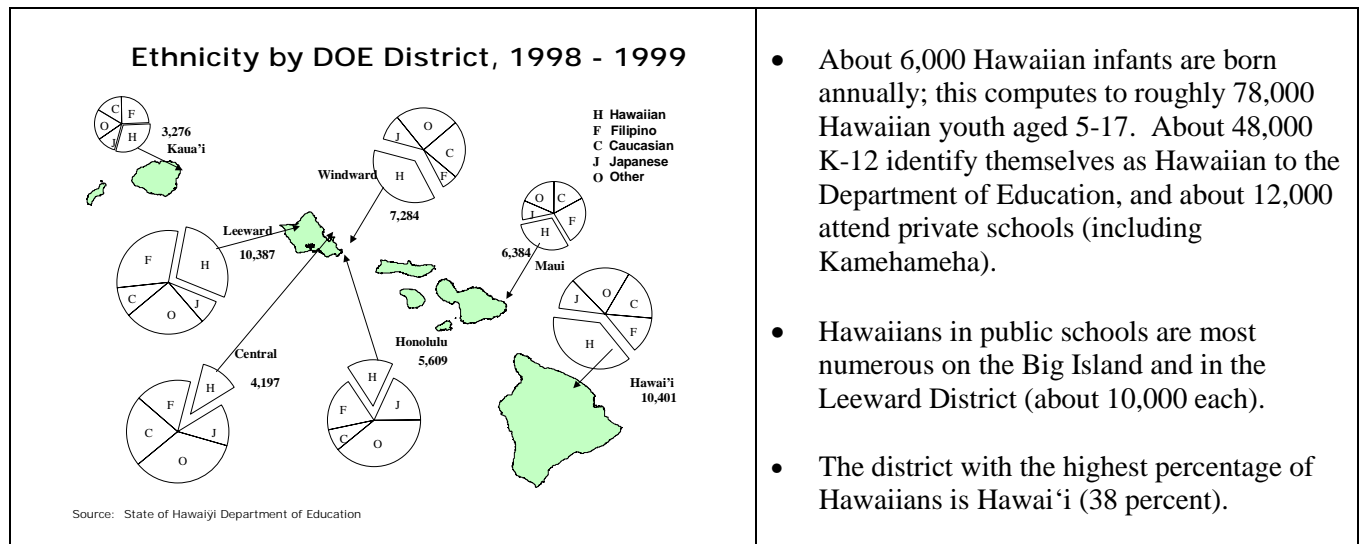 Ethnicity by DOE District, 1998 - 1999
H Hawaiian
F Filipino
C Caucasian
J Japanese
O Other
C
F
O
J
H
3,276
Kaua'i
Windward
J
O
C
F
H
7,284
O
C
J
F
H
6,384
Maui
Leeward
10,387
F
H
C
J
O
J
O
C
F
H
Hawai'i
10,401
Honolulu
5,609
H
F
J
C
O
Central
4,197
H
F
C
J
O
Source: State of Hawaiyi Department of Education
• About 6,000 Hawaiian infants are born
annually; this computes to roughly 78,000
Hawaiian youth aged 5-17. About 48,000
K-12 identify themselves as Hawaiian to the
Department of Education, and about 12,000
attend private schools (including
Kamehameha).
• Hawaiians in public schools are most
numerous on the Big Island and in the
Leeward District (about 10,000 each).
• The district with the highest percentage of
Hawaiians is Hawai‘i (38 percent).